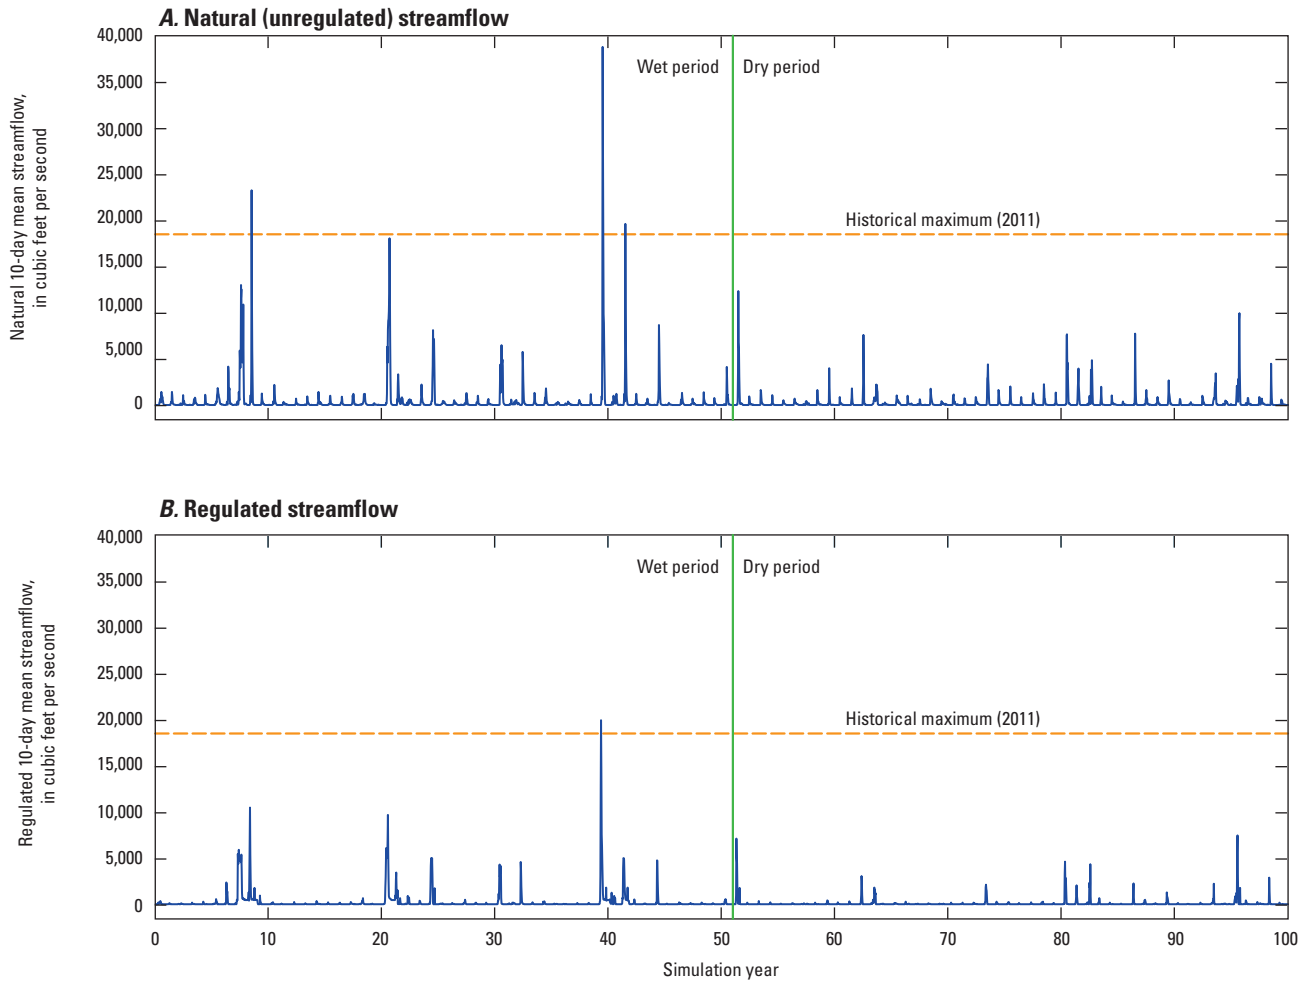 A. Natural (unregulated) streamflow
Natural 10-day mean streamflow,
in cubic feet per second
40,000
35,000
30,000
25,000
20,000
15,000
10,000
5,000
0
Wet period
Dry period
Historical maximum (2011)
B. Regulated streamflow
Regulated 10-day mean streamflow,
in cubic feet per second
40,000
35,000
30,000
25,000
20,000
15,000
10,000
5,000
0
Wet period
Dry period
Historical maximum (2011)
0 10 20 30 40 50 60 70 80 90 100
Simulation year